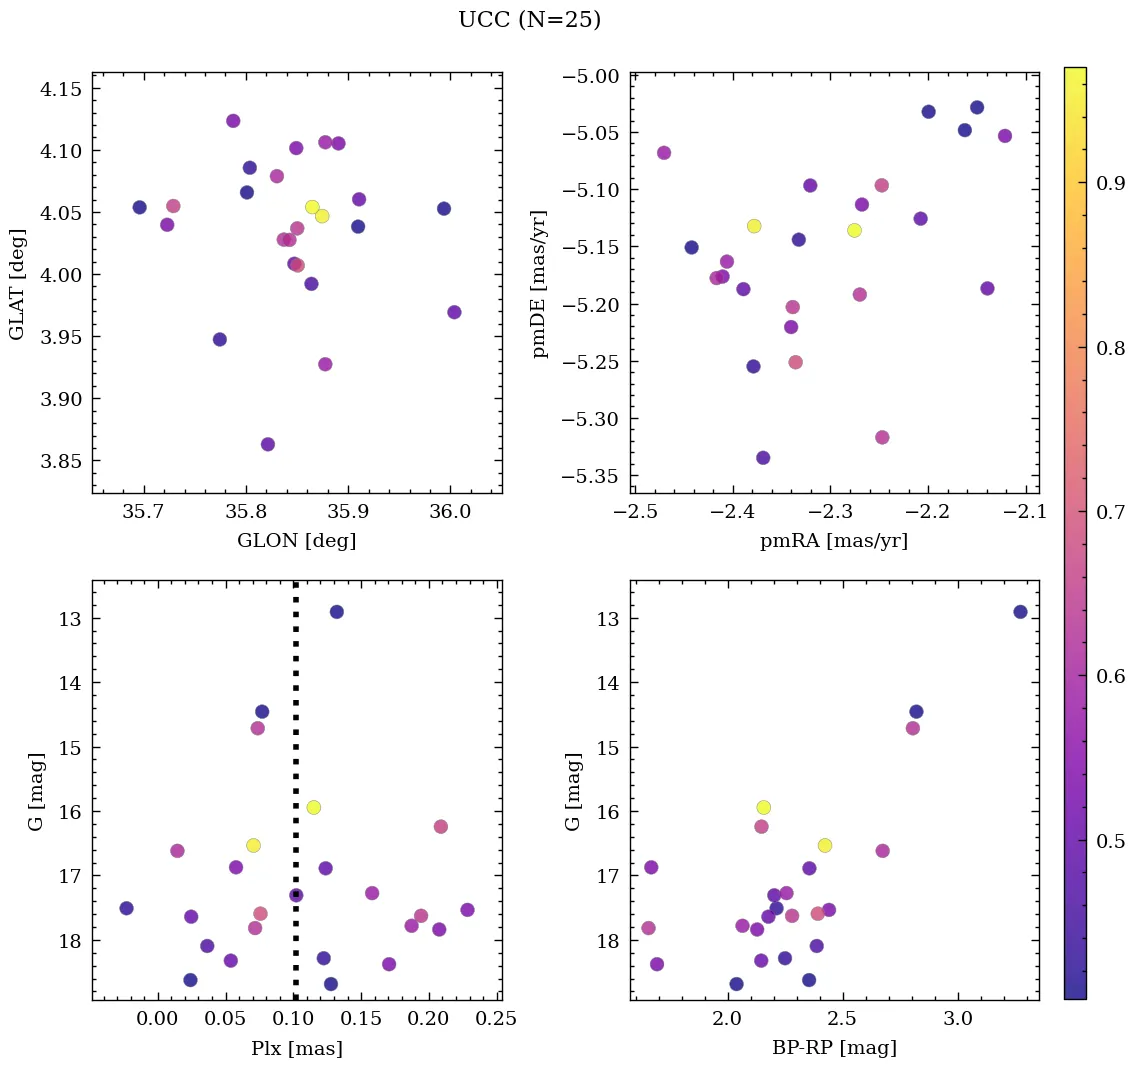 UCC (N=25)
4.15
4.10
4.05
4.00
3.95
3.90
3.85
GLAT [deg]
35.7 35.8 35.9 36.0
GLON [deg]
−5.00
−5.05
−5.10
−5.15
−5.20
−5.25
−5.30
−5.35
pmDE [mas/yr]
−2.5 −2.4 −2.3 −2.2 −2.1
pmRA [mas/yr]
13
14
15
16
17
18
G [mag]
0.00 0.05 0.10 0.15 0.20 0.25
Plx [mas]
13
14
15
16
17
18
G [mag]
2.0 2.5 3.0
BP-RP [mag]
0.9
0.8
0.7
0.6
0.5